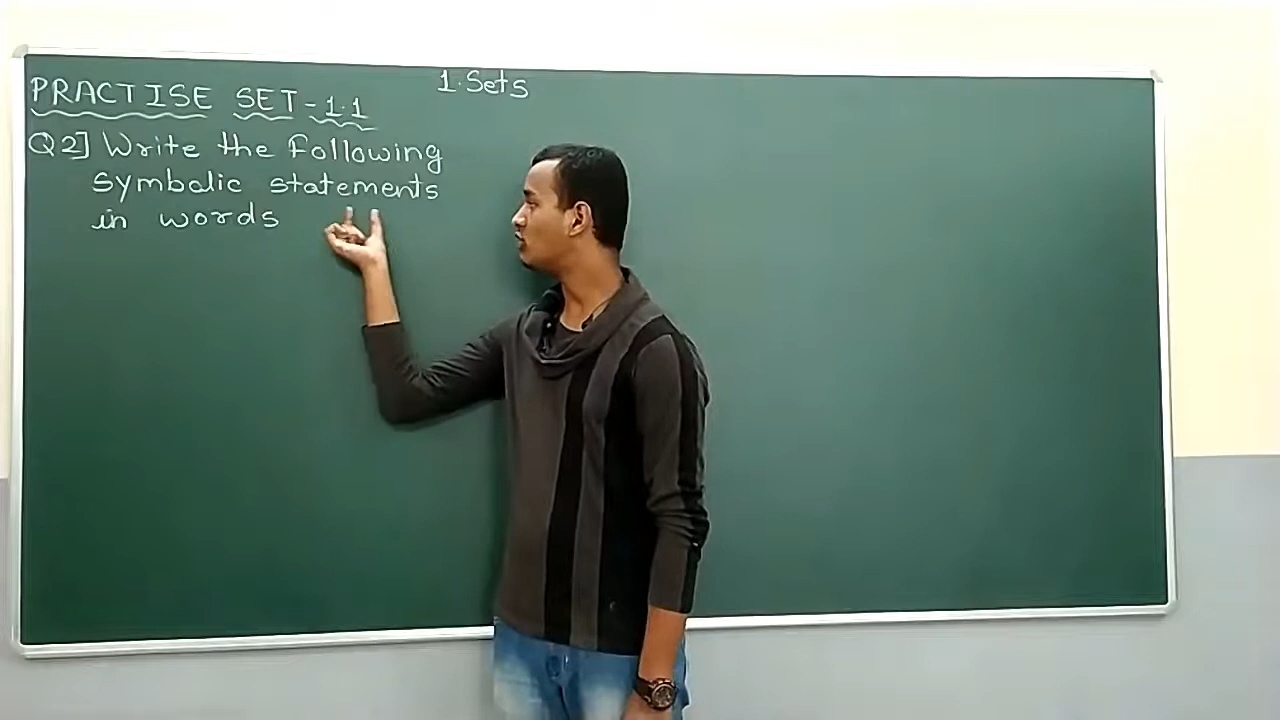 1.Sets
PRACTISE SET-1.1
Q2] Write the following
symbolic statements
in words